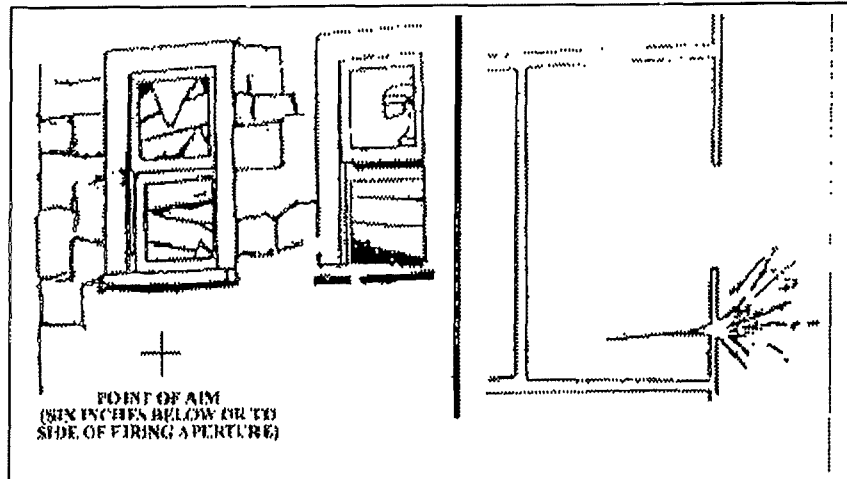 POINT OF AIM
(SIX INCHES BELOW OR TO
SIDE OF FIRING APERTURE)